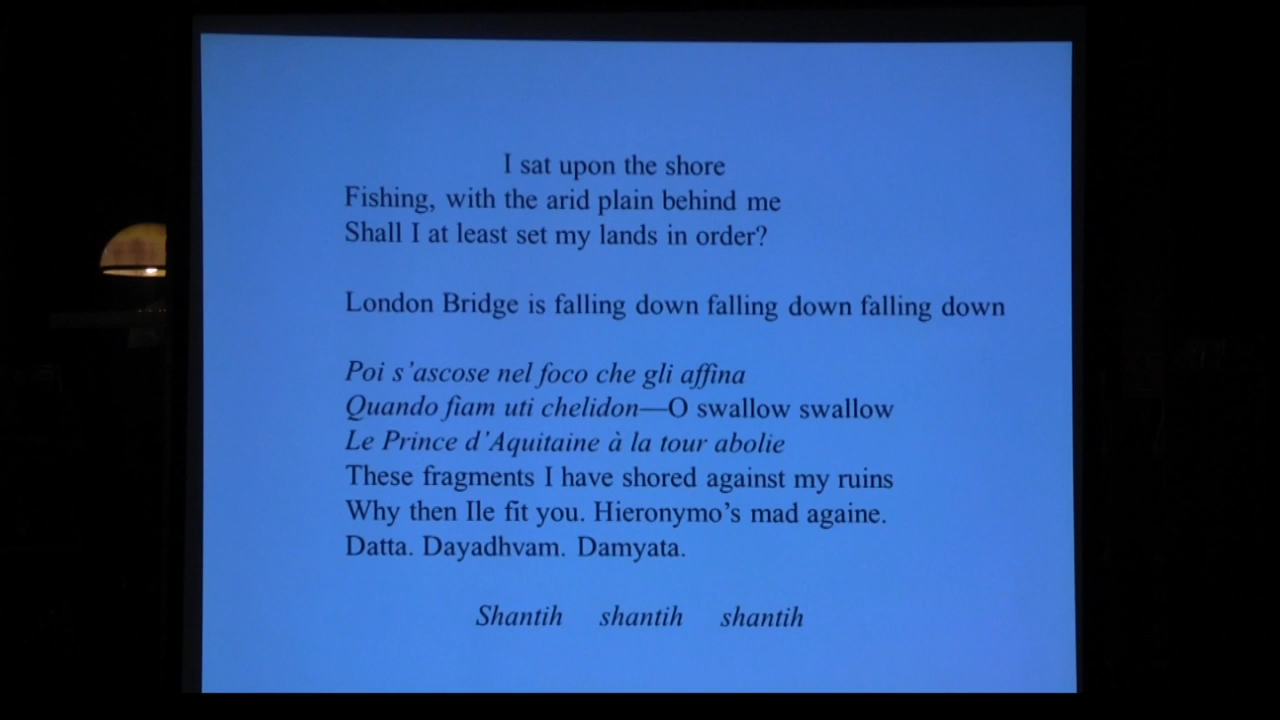 I sat upon the shore
Fishing, with the arid plain behind me
Shall I at least set my lands in order?
London Bridge is falling down falling down falling down
Poi s’ascose nel foco che gli affina
Quando fiam uti chelidon—O swallow swallow
Le Prince d’Aquitaine à la tour abolie
These fragments I have shored against my ruins
Why then Ile fit you. Hieronymo’s mad againe.
Datta. Dayadhvam. Damyata.
Shantih shantih shantih